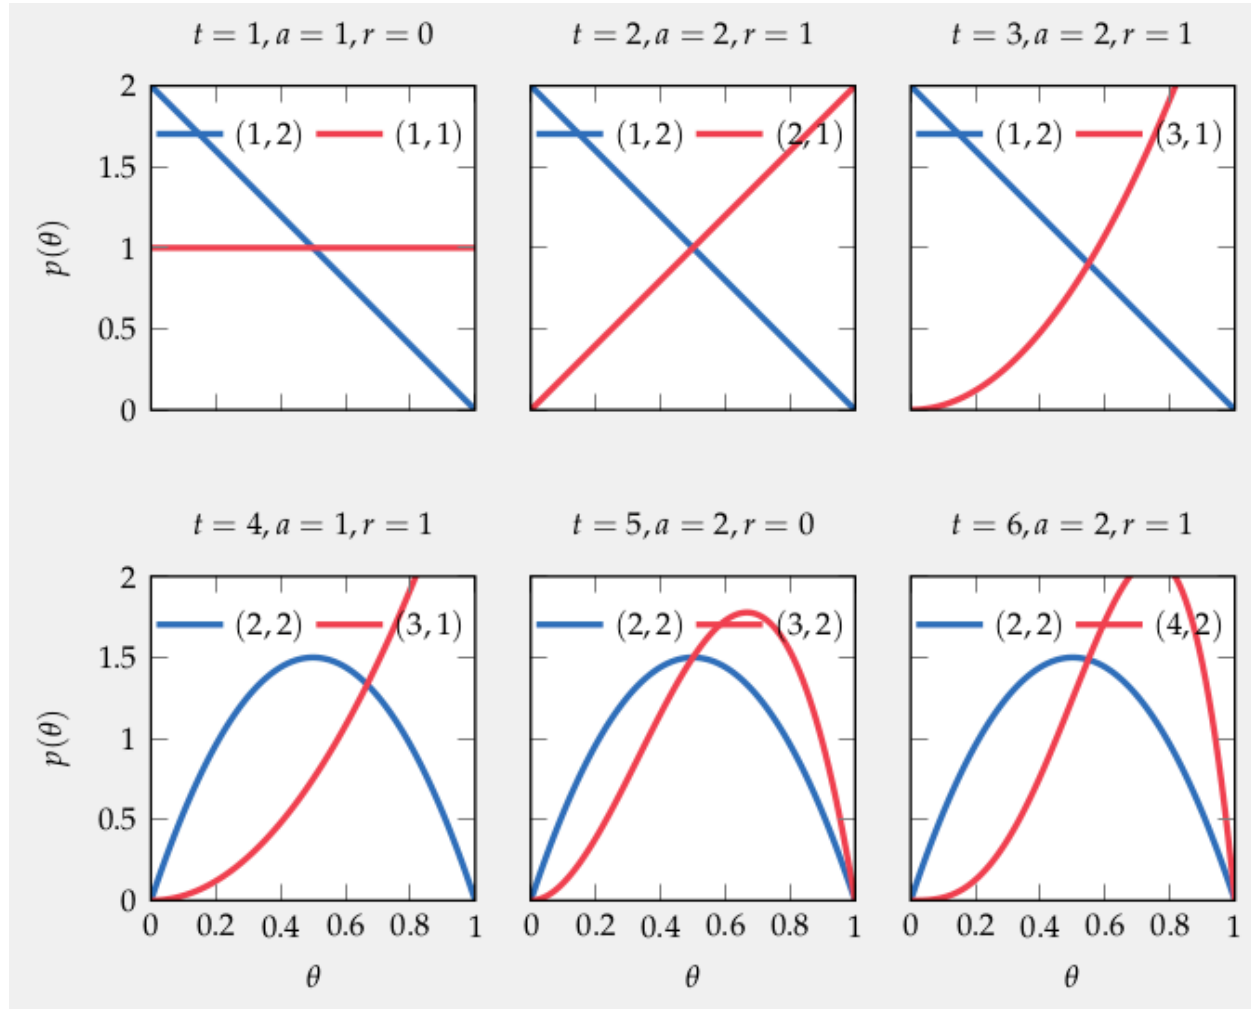 t = 1, a = 1, r = 0
t = 2, a = 2, r = 1
t = 3, a = 2, r = 1
p(θ)
2
1.5
1
0.5
0
(1, 2) (1, 1)
(1, 2) (2, 1)
(1, 2) (3, 1)
t = 4, a = 1, r = 1
t = 5, a = 2, r = 0
t = 6, a = 2, r = 1
p(θ)
2
1.5
1
0.5
0
(2, 2) (3, 1)
(2, 2) (3, 2)
(2, 2) (4, 2)
0 0.2 0.4 0.6 0.8 1
0 0.2 0.4 0.6 0.8 1
0 0.2 0.4 0.6 0.8 1
θ
θ
θ